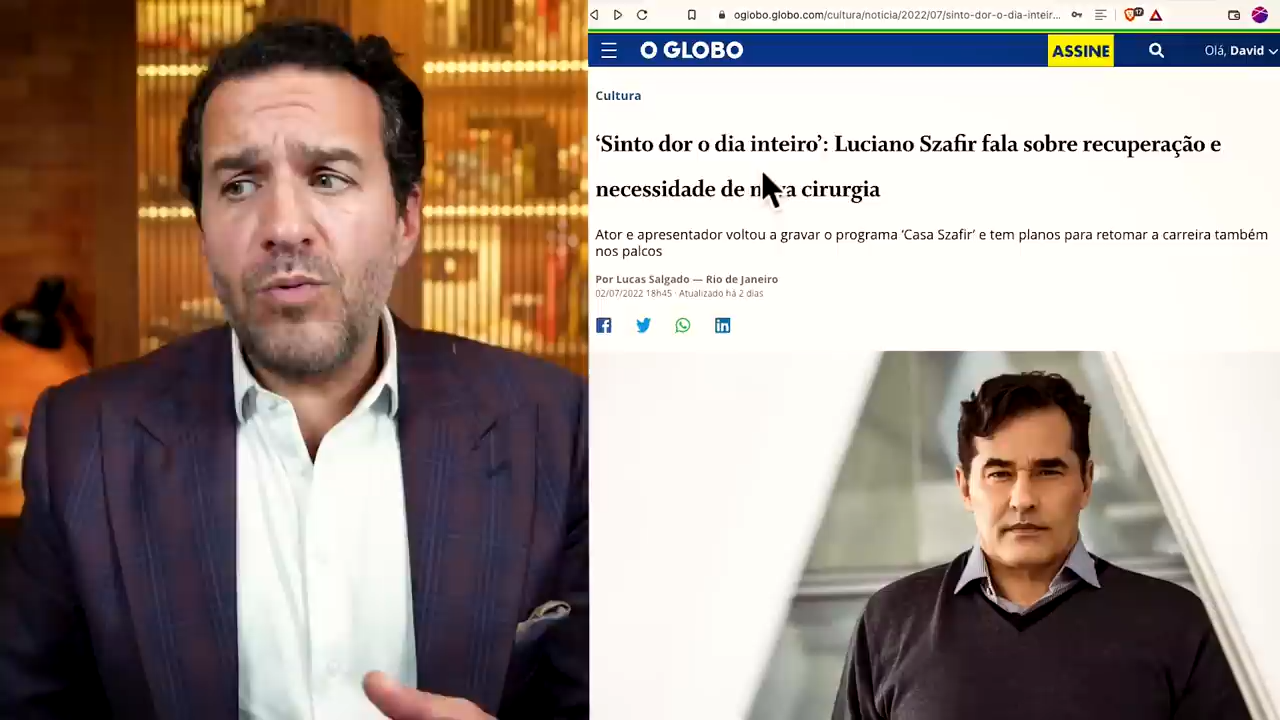 oglobo.globo.com/cultura/noticia/2022/07/sinto-dor-o-dia-inteir...
17
O GLOBO
ASSINE
Olá, David
Cultura
‘Sinto dor o dia inteiro’: Luciano Szafir fala sobre recuperação e
necessidade de cirurgia
Ator e apresentador voltou a gravar o programa ‘Casa Szafir’ e tem planos para retomar a carreira também
nos palcos
Por Lucas Salgado — Rio de Janeiro
02/07/2022 18h45 · Atualizado há 2 dias